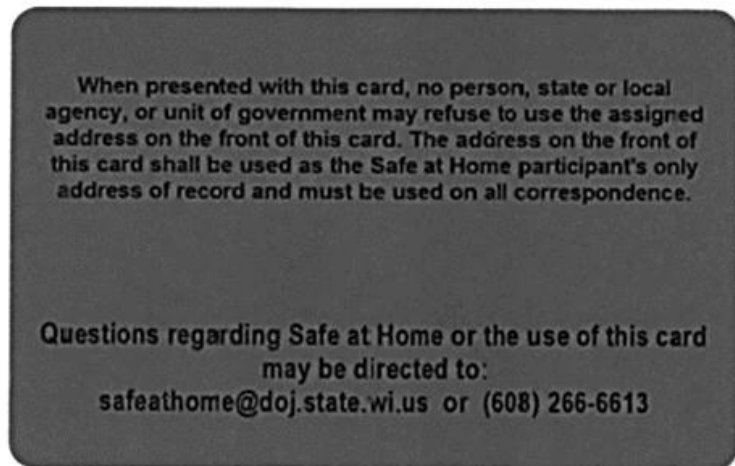 When presented with this card, no person, state or local
agency, or unit of government may refuse to use the assigned
address on the front of this card. The address on the front of
this card shall be used as the Safe at Home participant's only
address of record and must be used on all correspondence.
Questions regarding Safe at Home or the use of this card
may be directed to:
safeathome@doj.state.wi.us or (608) 266-6613